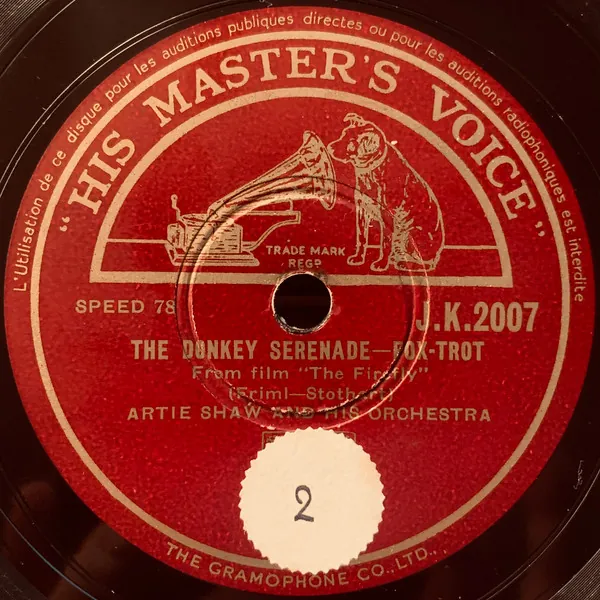 L'Utilisation de ce disque pour les auditions publiques directes ou pour les auditions radiophoniques est interdite
"HIS MASTER'S VOICE"
TRADE MARK
REGD
SPEED 78
J.K.2007
THE DONKEY SERENADE—FOX-TROT
From film "The Firefly"
(Friml—Stothart)
ARTIE SHAW AND HIS ORCHESTRA
2
THE GRAMOPHONE CO., LTD.,